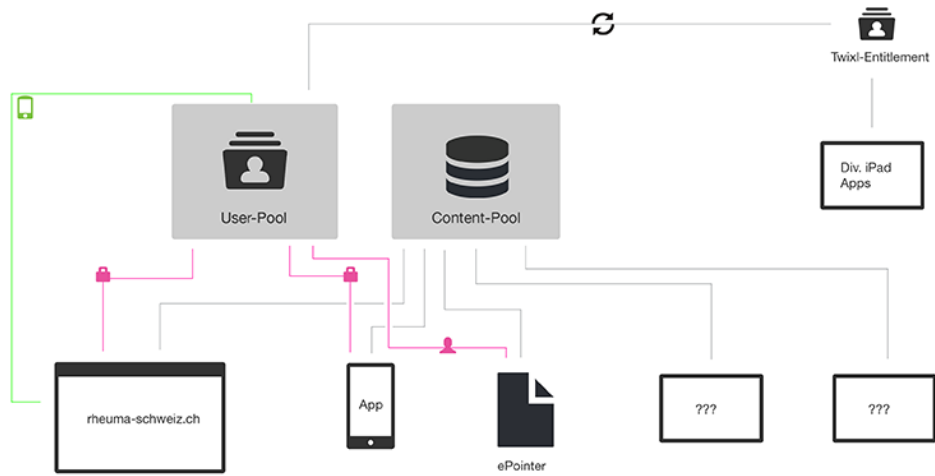 Twixl-Entitlement
Div. iPad
Apps
User-Pool
Content-Pool
rheuma-schweiz.ch
App
???
???
ePointer